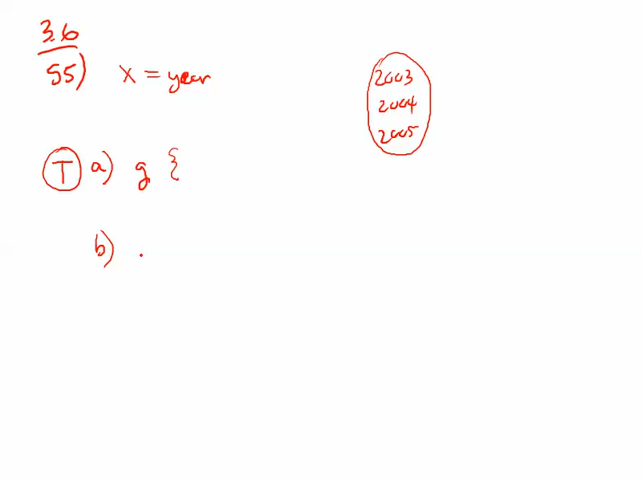 3.6
55) x = year
2003
2004
2005
T a) g {
b) .